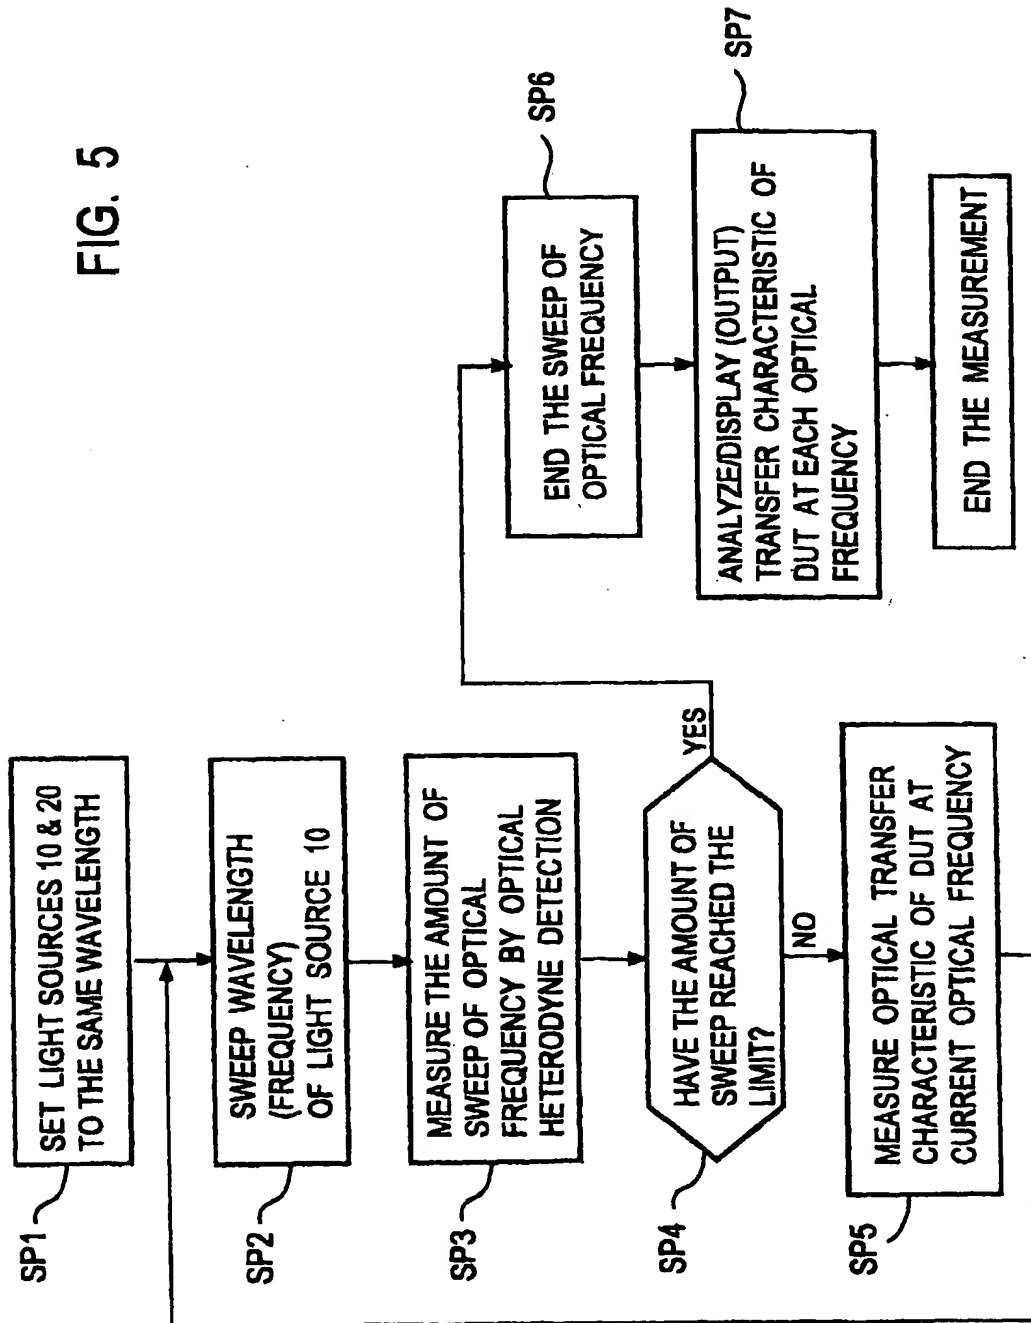 FIG. 5
SP1
SET LIGHT SOURCES 10 & 20
TO THE SAME WAVELENGTH
SP2
SWEEP WAVELENGTH
(FREQUENCY)
OF LIGHT SOURCE 10
SP3
MEASURE THE AMOUNT OF
SWEEP OF OPTICAL
FREQUENCY BY OPTICAL
HETERODYNE DETECTION
SP4
HAVE THE AMOUNT OF
SWEEP REACHED THE
LIMIT?
YES
NO
SP5
MEASURE OPTICAL TRANSFER
CHARACTERISTIC OF DUT AT
CURRENT OPTICAL FREQUENCY
SP6
END THE SWEEP OF
OPTICAL FREQUENCY
SP7
ANALYZE/DISPLAY (OUTPUT)
TRANSFER CHARACTERISTIC OF
DUT AT EACH OPTICAL
FREQUENCY
END THE MEASUREMENT